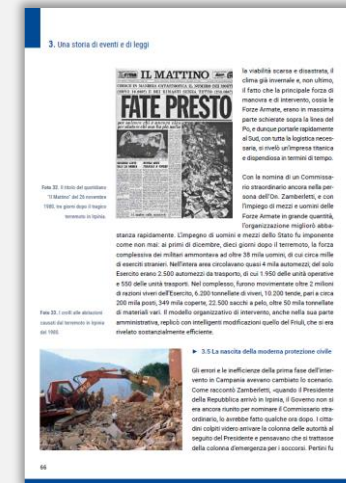 3. Una storia di eventi e di leggi
IL MATTINO
FATE PRESTO
la viabilità scarsa e disastrata, il
clima già invernale e, non ultimo,
il fatto che la principale forza di
manovra e di intervento, ossia le
Forze Armate, erano in massima
parte schierate sopra la linea del
Po, e dunque portarle rapidamente
al Sud, con tutta la logistica neces-
saria, si rivelò un'impresa titanica
e dispendiosa in termini di tempo.
Con la nomina di un Commissa-
rio straordinario ancora nella per-
sona dell'On. Zamberletti, e con
l'impiego di mezzi e uomini delle
Forze Armate in grande quantità,
l'organizzazione migliorò abba-
stanza rapidamente. L'impegno di uomini e mezzi dello Stato fu imponente
come non mai: ai primi di dicembre, dieci giorni dopo il terremoto, la forza
complessiva dei militari ammontava ad oltre 38 mila uomini, di cui circa mille
di eserciti stranieri. Nell'intera area circolavano quasi 4 mila automezzi, del solo
Esercito erano 2.500 automezzi da trasporto, di cui 1.950 delle unità operative
e 550 delle unità trasporti. Nel complesso, furono movimentate oltre 2 milioni
di razioni viveri dell'Esercito, 6.200 tonnellate di viveri, 10.200 tende, pari a circa
200 mila posti, 349 mila coperte, 22.500 sacchi a pelo, oltre 50 mila tonnellate
di materiali vari. Il modello organizzativo di intervento, anche nella sua parte
amministrativa, replicò con intelligenti modificazioni quello del Friuli, che si era
rivelato sostanzialmente efficiente.
Foto 22. Il titolo del quotidiano
"Il Mattino" del 26 novembre
1980, tre giorni dopo il tragico
terremoto in Irpinia.
Foto 23. I crolli alle abitazioni
causati dal terremoto in Irpinia
del 1980.
► 3.5 La nascita della moderna protezione civile
Gli errori e le inefficienze della prima fase dell'inter-
vento in Campania avevano cambiato lo scenario.
Come raccontò Zamberletti, «quando il Presidente
della Repubblica arrivò in Irpinia, il Governo non si
era ancora riunito per nominare il Commissario stra-
ordinario, lo avrebbe fatto qualche ora dopo. I citta-
dini colpiti videro arrivare la colonna delle autorità al
seguito del Presidente e pensavano che si trattasse
della colonna d'emergenza per i soccorsi. Pertini fu
66